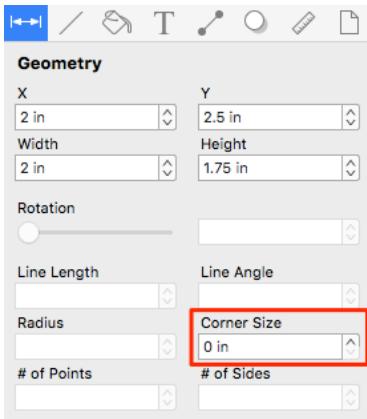 T
Geometry
X Y
2 in 2.5 in
Width Height
2 in 1.75 in
Rotation
Line Length Line Angle
Radius Corner Size
0 in
# of Points # of Sides